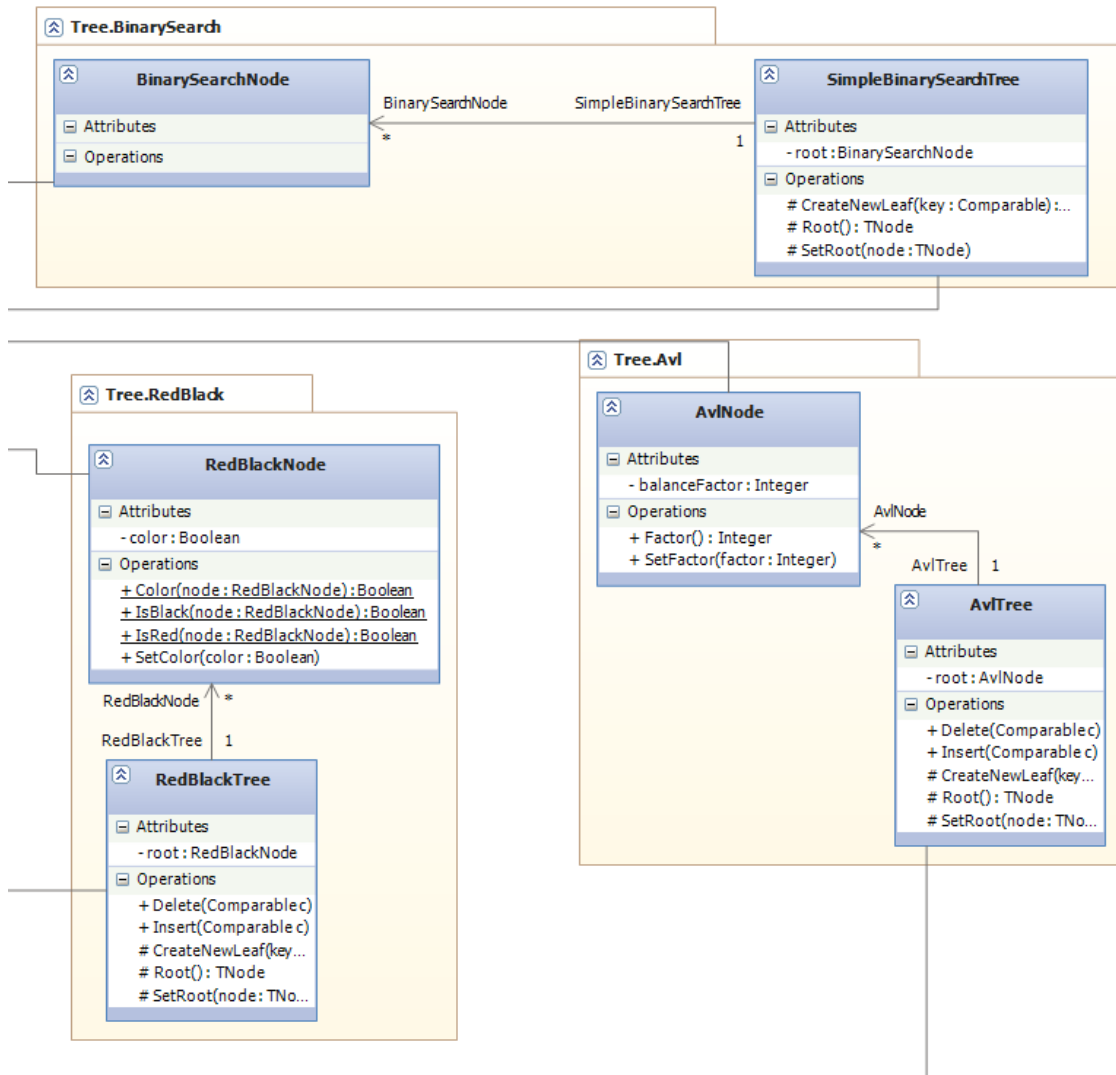 Tree.BinarySearch
BinarySearchNode
Attributes
Operations
BinarySearchNode
SimpleBinarySearchTree
*
1
SimpleBinarySearchTree
Attributes
- root : BinarySearchNode
Operations
# CreateNewLeaf(key : Comparable) : ...
# Root() : TNode
# SetRoot(node : TNode)
Tree.RedBlack
RedBlackNode
Attributes
- color : Boolean
Operations
+ Color(node : RedBlackNode) : Boolean
+ IsBlack(node : RedBlackNode) : Boolean
+ IsRed(node : RedBlackNode) : Boolean
+ SetColor(color : Boolean)
RedBlackNode
*
RedBlackTree
1
RedBlackTree
Attributes
- root : RedBlackNode
Operations
+ Delete(Comparable c)
+ Insert(Comparable c)
# CreateNewLeaf(key...
# Root() : TNode
# SetRoot(node : TNo...
Tree.Avl
AvlNode
Attributes
- balanceFactor : Integer
Operations
+ Factor() : Integer
+ SetFactor(factor : Integer)
AvlNode
*
AvlTree
1
AvlTree
Attributes
- root : AvlNode
Operations
+ Delete(Comparable c)
+ Insert(Comparable c)
# CreateNewLeaf(key...
# Root() : TNode
# SetRoot(node : TNo...